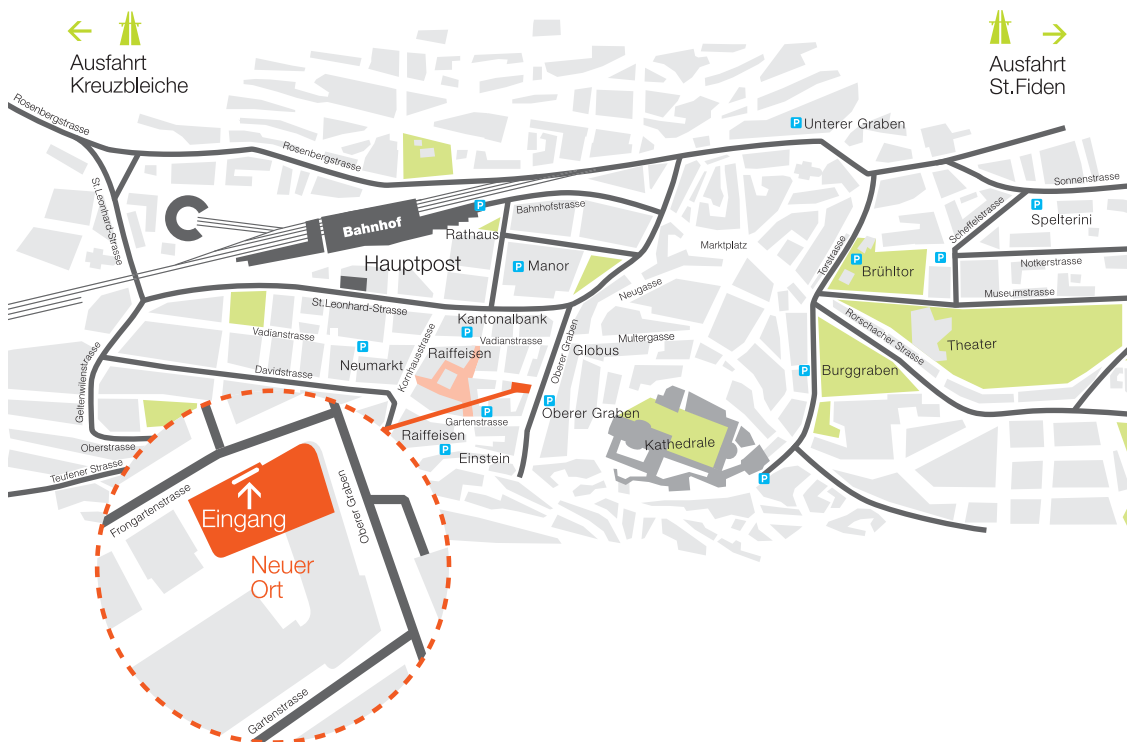 Ausfahrt
Kreuzbleiche
Ausfahrt
St.Fiden
Rosenbergstrasse
Rosenbergstrasse
St.Leonhard-Strasse
P Unterer Graben
Sonnenstrasse
Scheffelstrasse
P
Spelterini
P
Bahnhofstrasse
Bahnhof
Rathaus
Marktplatz
Torstrasse
P
Brühltor
P
Notkerstrasse
Hauptpost
P Manor
Neugasse
Museumstrasse
St.Leonhard-Strasse
Kantonalbank
P
Vadianstrasse
Vadianstrasse
P
Neumarkt
Kornhausstrasse
Raiffeisen
Oberer Graben
Globus
Multergasse
Rorschacher Strasse
Theater
Davidstrasse
P
Burggraben
Geltenwilenstrasse
P
Oberer Graben
P
Gartenstrasse
Raiffeisen
P
Einstein
Kathedrale
P
Oberstrasse
Teufener Strasse
Frongartenstrasse
Eingang
Oberer Graben
Neuer
Ort
Gartenstrasse